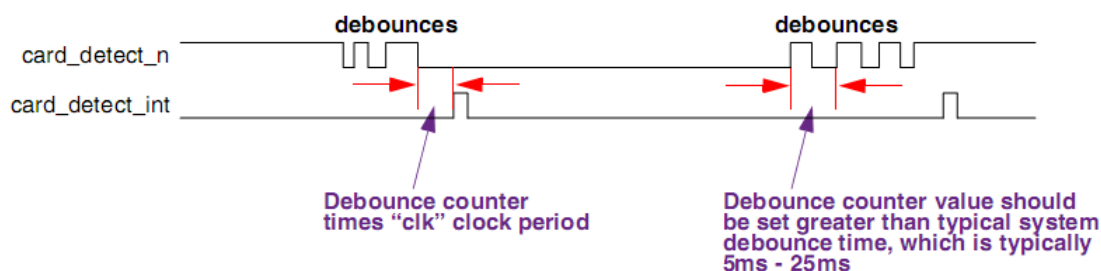 debounces
debounces
card_detect_n
card_detect_int
Debounce counter
times “clk” clock period
Debounce counter value should
be set greater than typical system
debounce time, which is typically
5ms - 25ms